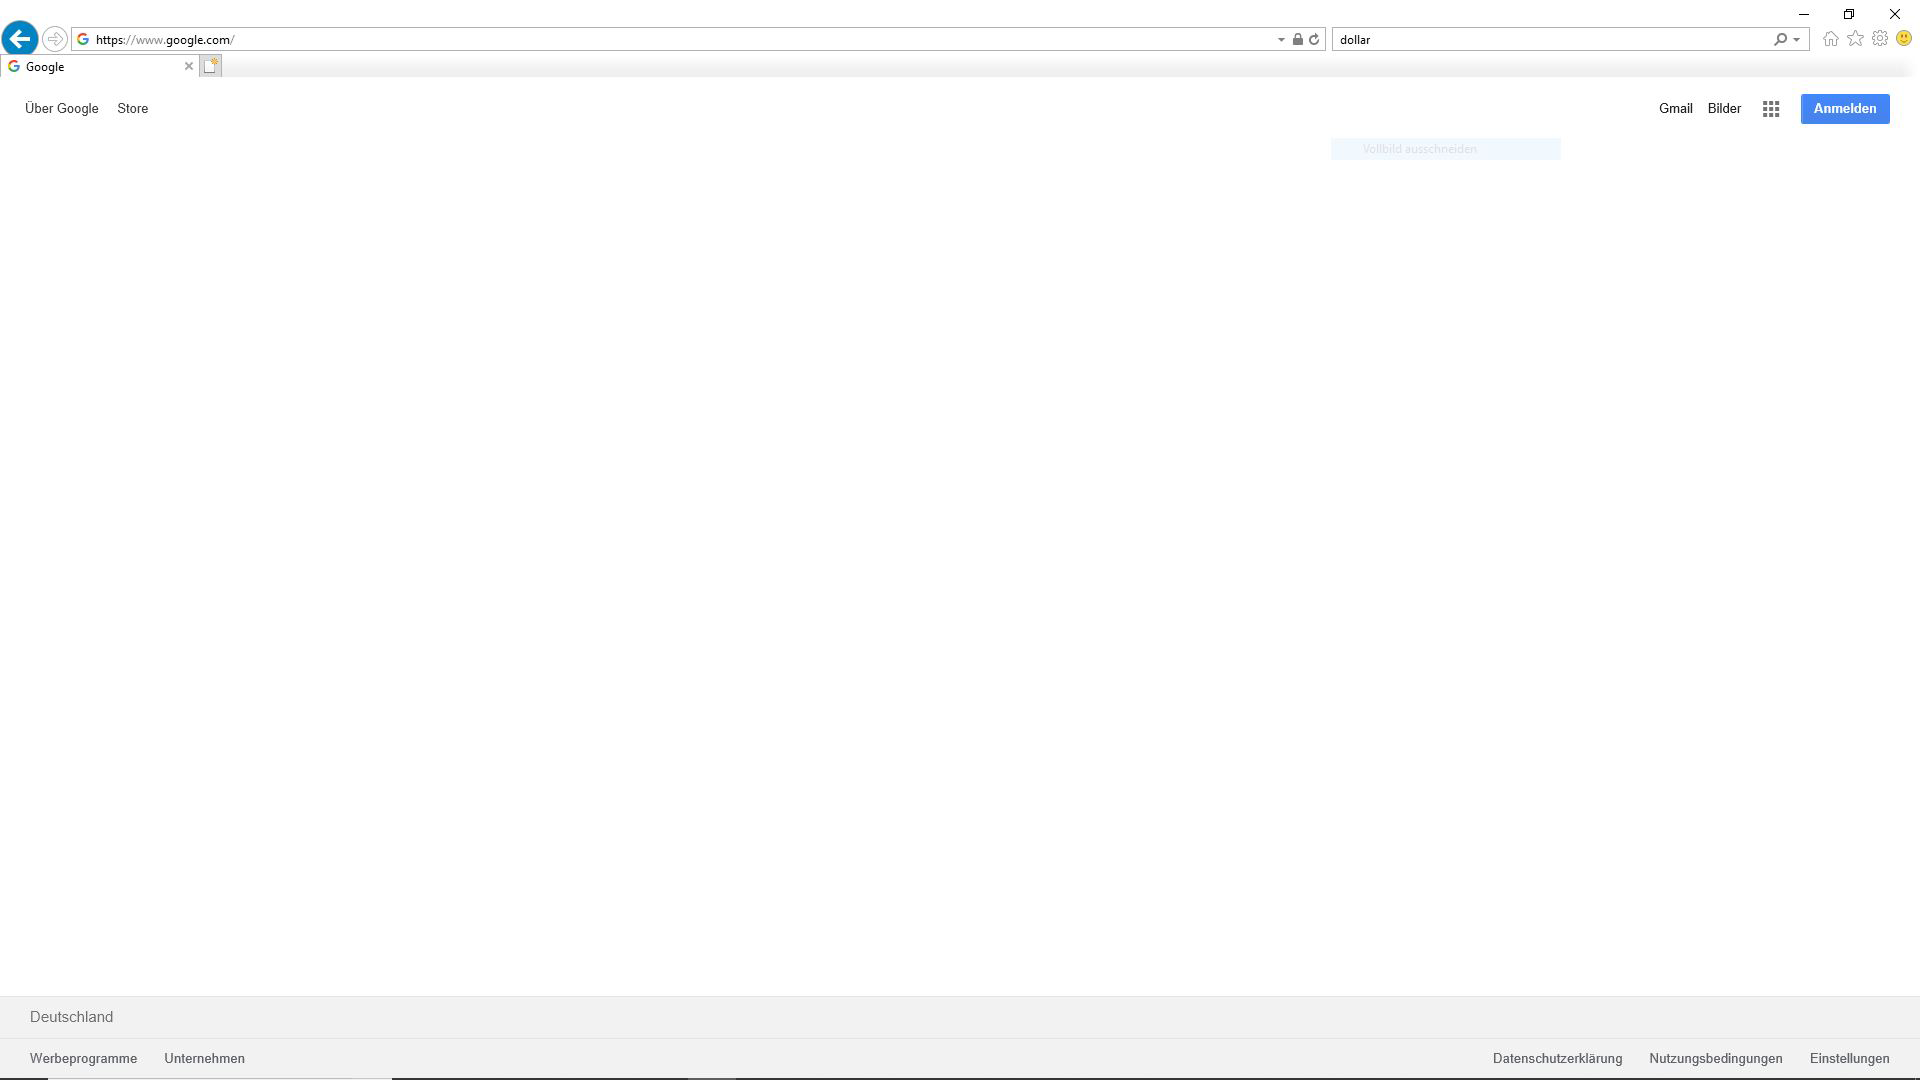 https://www.google.com/
dollar
Google
Über Google Store
Gmail Bilder Anmelden
Vollbild ausschneiden
Deutschland
Werbeprogramme Unternehmen
Datenschutzerklärung Nutzungsbedingungen Einstellungen